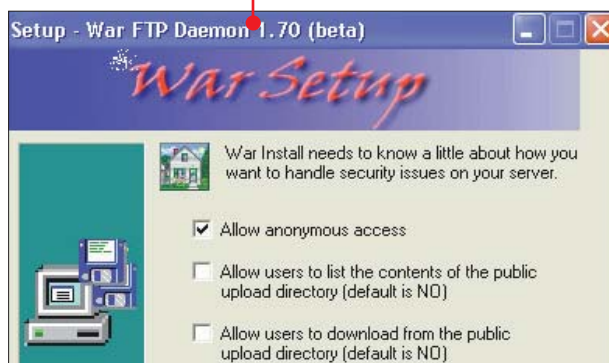 Setup - War FTP Daemon 1.70 (beta)
War Setup
War Install needs to know a little about how you
want to handle security issues on your server.
Allow anonymous access
Allow users to list the contents of the public
upload directory (default is NO)
Allow users to download from the public
upload directory (default is NO)